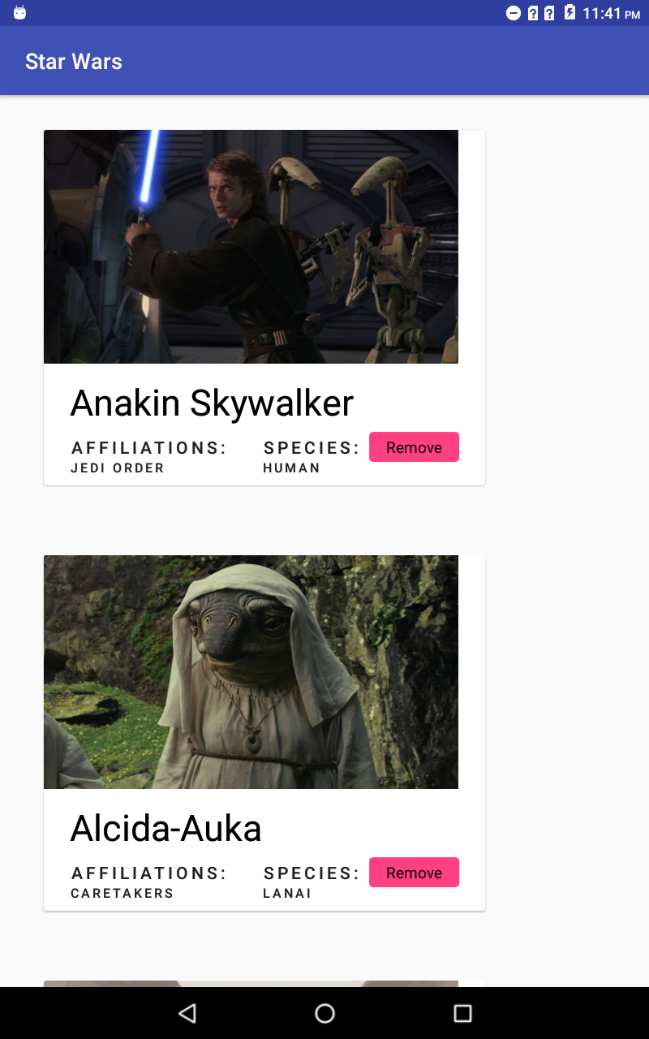 11:41 PM
Star Wars
Anakin Skywalker
AFFILIATIONS: SPECIES: Remove
JEDI ORDER HUMAN
Alcida-Auka
AFFILIATIONS: SPECIES: Remove
CARETAKERS LANAI